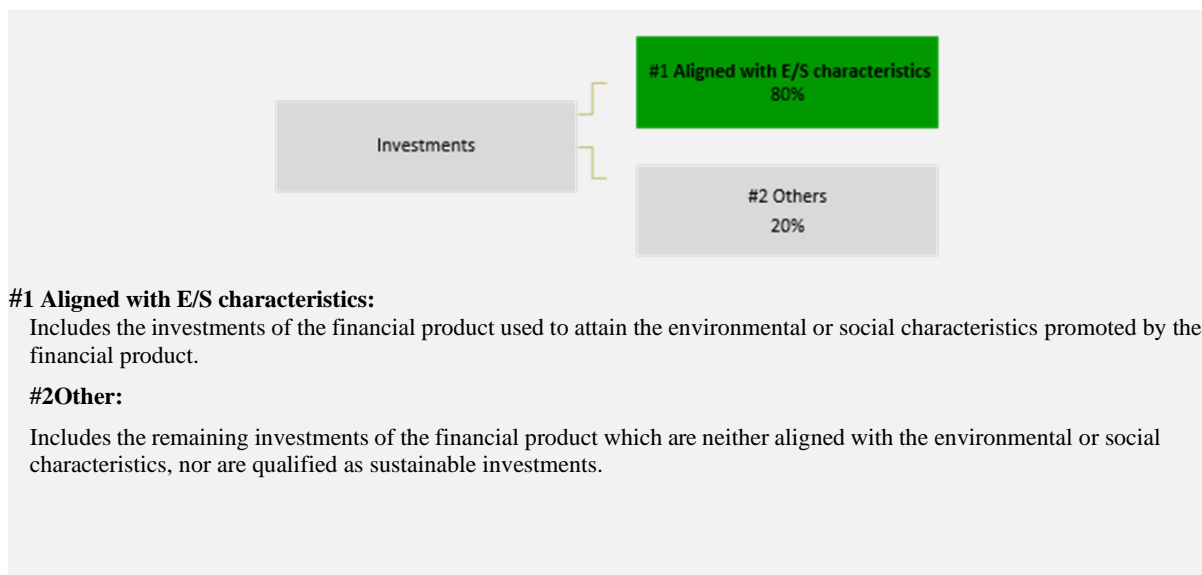 #1 Aligned with E/S characteristics
80%
Investments
#2 Others
20%
#1 Aligned with E/S characteristics:
Includes the investments of the financial product used to attain the environmental or social characteristics promoted by the
financial product.
#2Other:
Includes the remaining investments of the financial product which are neither aligned with the environmental or social
characteristics, nor are qualified as sustainable investments.